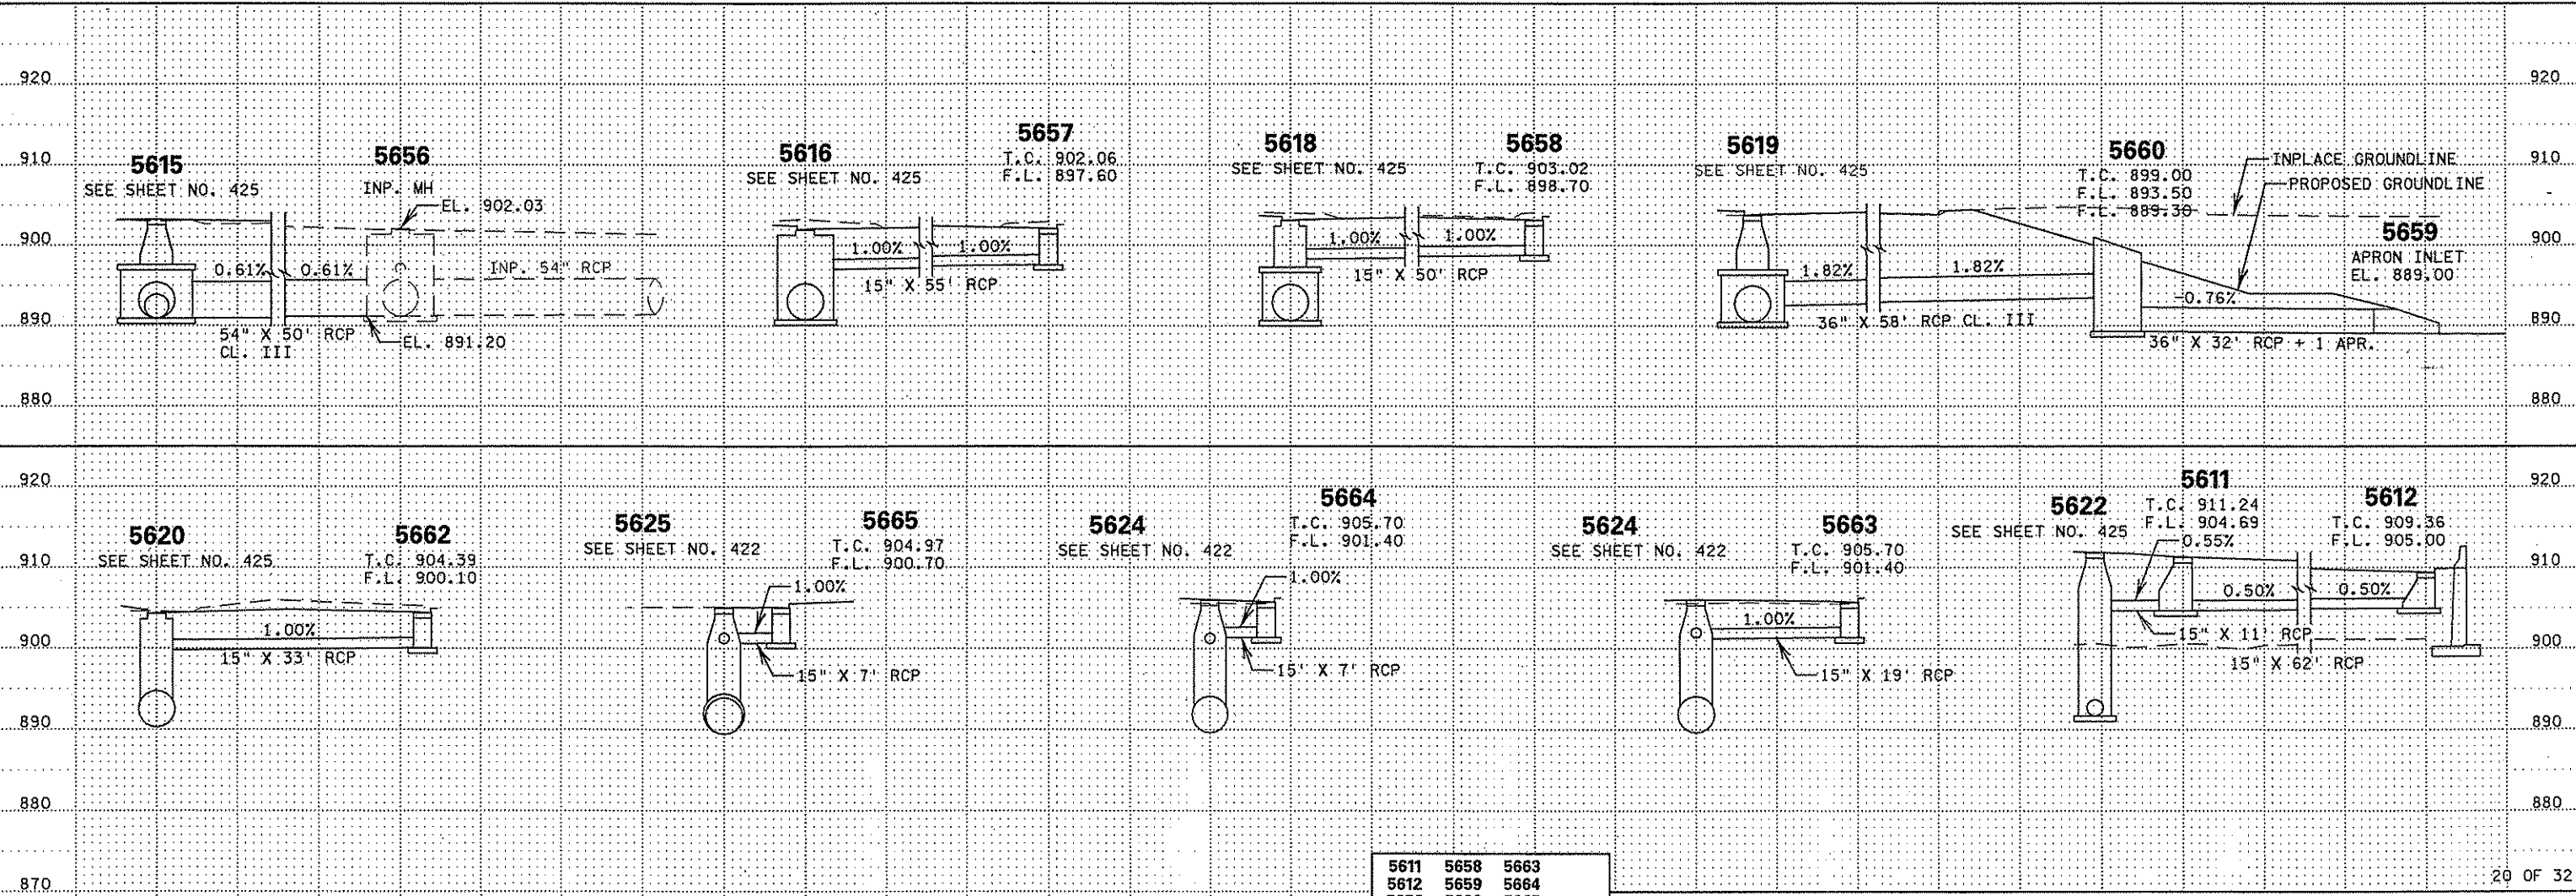 920
920
910
910
900
900
890
890
880
880
5615
SEE SHEET NO. 425
0.61%
0.61%
54" X 50' RCP
CL. III
5656
INP. MH
EL. 902.03
INP. 54" RCP
EL. 891.20
5616
SEE SHEET NO. 425
1.00%
1.00%
15" X 55' RCP
5657
T.C. 902.06
F.L. 897.60
5618
SEE SHEET NO. 425
1.00%
1.00%
15" X 50' RCP
5658
T.C. 903.02
F.L. 898.70
5619
SEE SHEET NO. 425
1.82%
1.82%
36" X 58' RCP CL. III
5660
T.C. 899.00
F.L. 893.50
F.L. 889.30
INPLACE GROUNDLINE
PROPOSED GROUNDLINE
5659
APRON INLET
EL. 889.00
-0.76%
36" X 32' RCP + 1 APR.
920
920
910
910
900
900
890
890
880
880
870
5620
SEE SHEET NO. 425
1.00%
15" X 33' RCP
5662
T.C. 904.39
F.L. 900.10
5625
SEE SHEET NO. 422
5665
T.C. 904.97
F.L. 900.70
1.00%
15" X 7' RCP
5624
SEE SHEET NO. 422
5664
T.C. 905.70
F.L. 901.40
1.00%
15' X 7' RCP
5624
SEE SHEET NO. 422
5663
T.C. 905.70
F.L. 901.40
1.00%
15" X 19' RCP
5622
SEE SHEET NO. 425
5611
T.C. 911.24
F.L. 904.69
0.55%
5612
T.C. 909.36
F.L. 905.00
0.50%
0.50%
15" X 11' RCP
15" X 62' RCP
5611 5658 5663
5612 5659 5664
20 OF 32